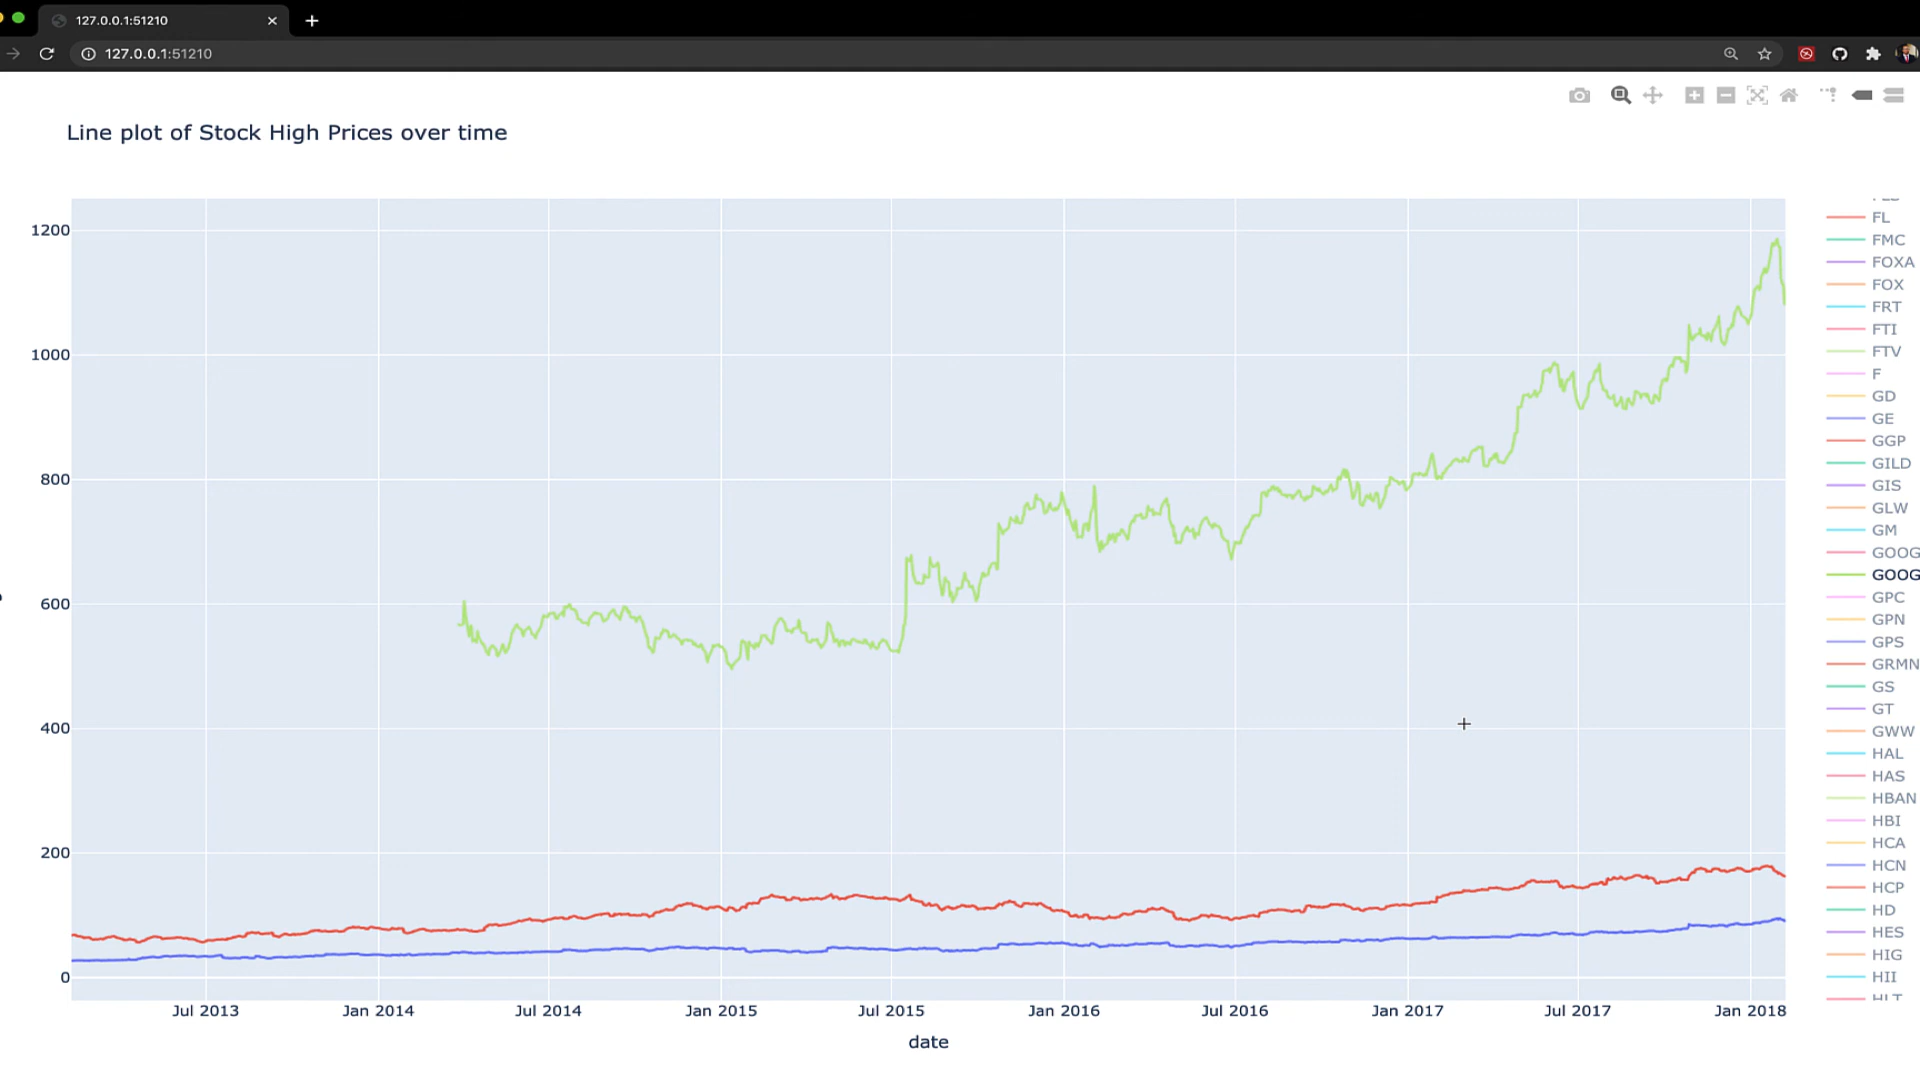 127.0.0.1:51210
127.0.0.1:51210
Line plot of Stock High Prices over time
1200
1000
800
600
400
200
0
Jul 2013
Jan 2014
Jul 2014
Jan 2015
Jul 2015
Jan 2016
Jul 2016
Jan 2017
Jul 2017
Jan 2018
date
FL
FMC
FOXA
FOX
FRT
FTI
FTV
F
GD
GE
GGP
GILD
GIS
GLW
GM
GOOG
GOOG
GPC
GPN
GPS
GRMN
GS
GT
GWW
HAL
HAS
HBAN
HBI
HCA
HCN
HCP
HD
HES
HIG
HII